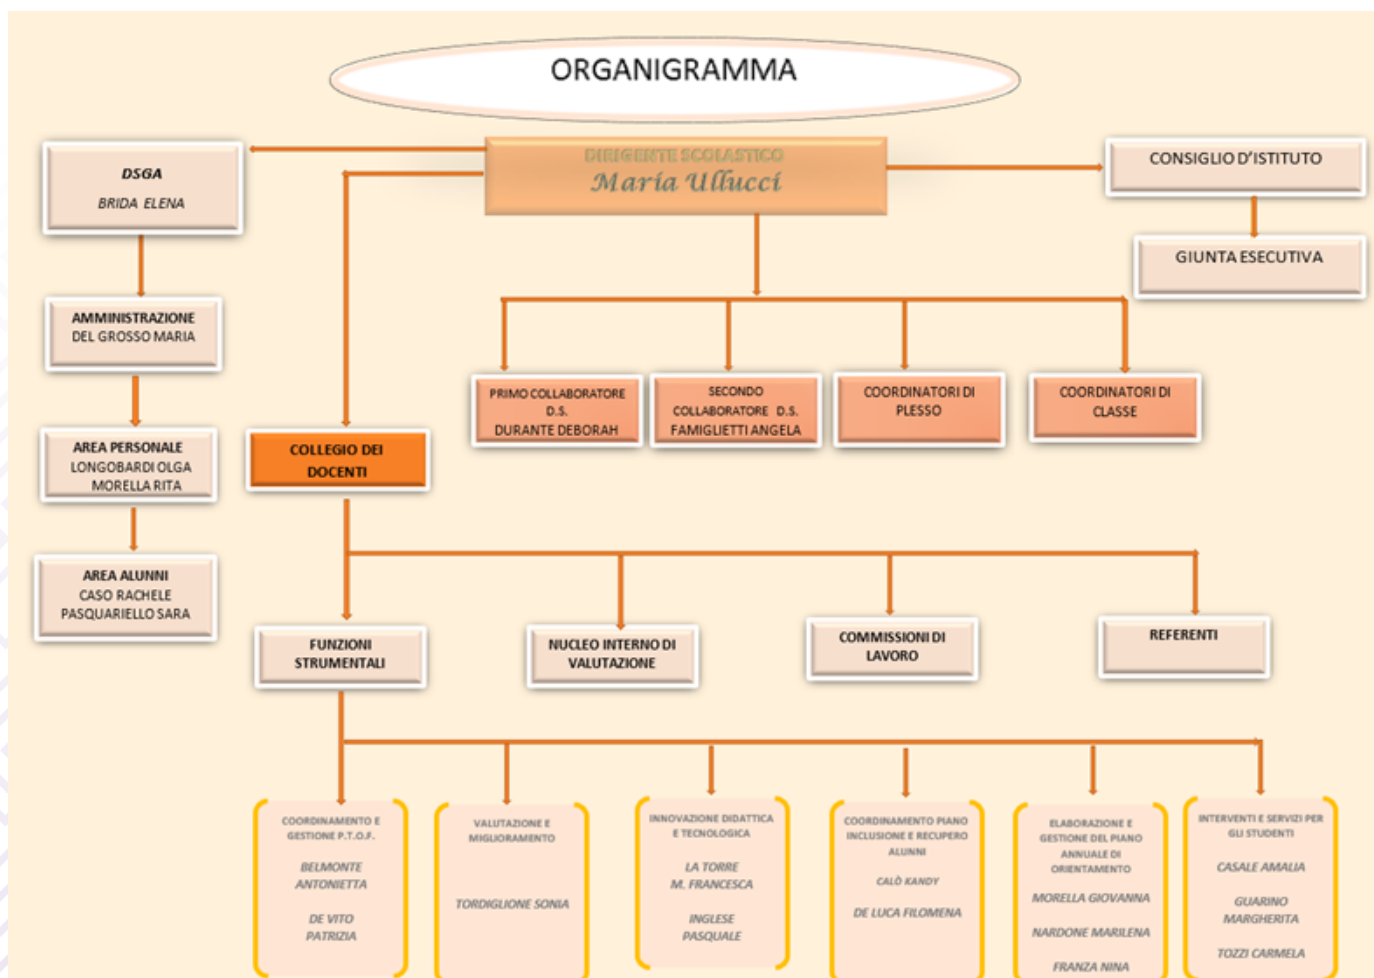 ORGANIGRAMMA
DIRIGENTE SCOLASTICO
Maria Ullucci
DSGA
BRIDA ELENA
CONSIGLIO D'ISTITUTO
GIUNTA ESECUTIVA
AMMINISTRAZIONE
DEL GROSSO MARIA
AREA PERSONALE
LONGOBARDI OLGA
MORELLA RITA
AREA ALUNNI
CASO RACHELE
PASQUARIELLO SARA
PRIMO COLLABORATORE
D.S.
DURANTE DEBORAH
SECONDO
COLLABORATORE D.S.
FAMIGLIETTI ANGELA
COORDINATORI DI
PLESSO
COORDINATORI DI
CLASSE
COLLEGIO DEI
DOCENTI
FUNZIONI
STRUMENTALI
NUCLEO INTERNO DI
VALUTAZIONE
COMMISSIONI DI
LAVORO
REFERENTI
COORDINAMENTO E
GESTIONE P.T.O.F.
BELMONTE
ANTONIETTA
DE VITO
PATRIZIA
VALUTAZIONE E
MIGLIORAMENTO
TORDIGLIONE SONIA
INNOVAZIONE DIDATTICA
E TECNOLOGICA
LA TORRE
M. FRANCESCA
INGLESE
PASQUALE
COORDINAMENTO PIANO
INCLUSIONE E RECUPERO
ALUNNI
CALÒ KANDY
DE LUCA FILOMENA
ELABORAZIONE E
GESTIONE DEL PIANO
ANNUALE DI
ORIENTAMENTO
MORELLA GIOVANNA
NARDONE MARILENA
FRANZA NINA
INTERVENTI E SERVIZI PER
GLI STUDENTI
CASALE AMALIA
GUARINO
MARGHERITA
TOZZI CARMELA